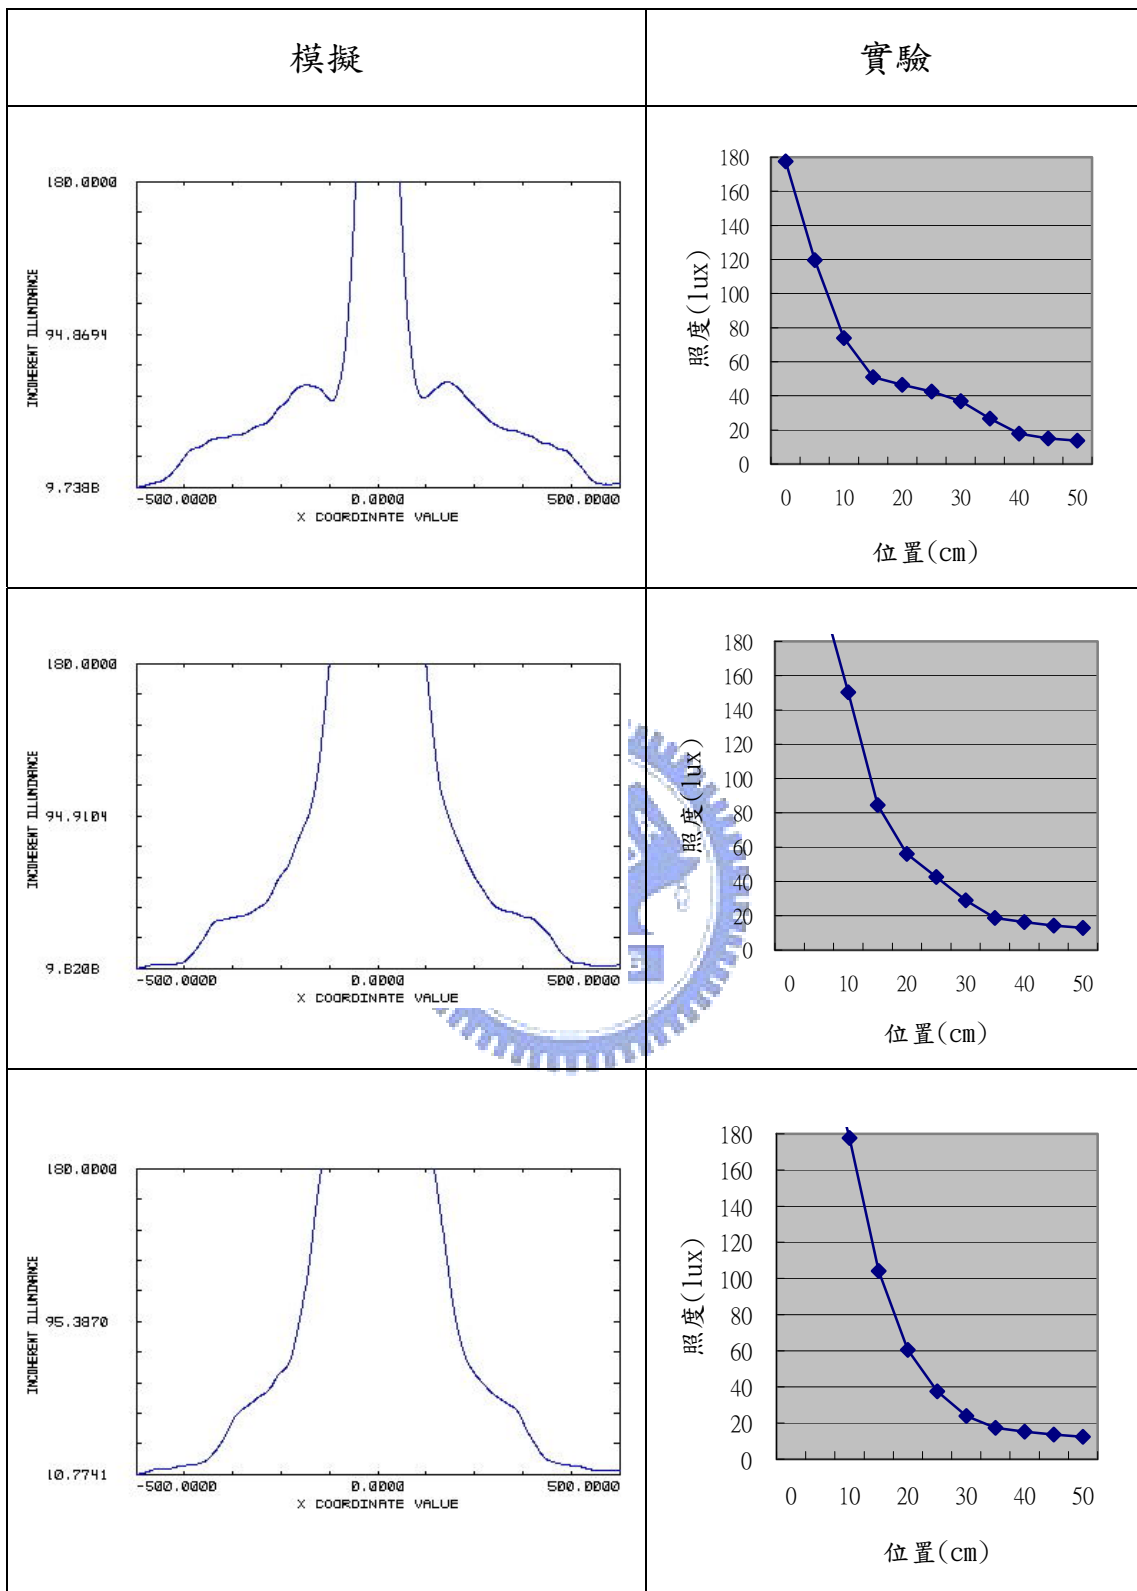 模擬
實驗
180.0000
94.8694
9.7388
INCOHERENT ILLUMINANCE
-500.0000 0.0000 500.0000
X COORDINATE VALUE
180
160
140
120
100
80
60
40
20
0
照度(lux)
0 10 20 30 40 50
位置(cm)
180.0000
94.9104
9.8208
INCOHERENT ILLUMINANCE
-500.0000 0.0000 500.0000
X COORDINATE VALUE
180
160
140
120
100
80
60
40
20
0
照度(lux)
0 10 20 30 40 50
位置(cm)
180.0000
95.3870
10.7741
INCOHERENT ILLUMINANCE
-500.0000 0.0000 500.0000
X COORDINATE VALUE
180
160
140
120
100
80
60
40
20
0
照度(lux)
0 10 20 30 40 50
位置(cm)